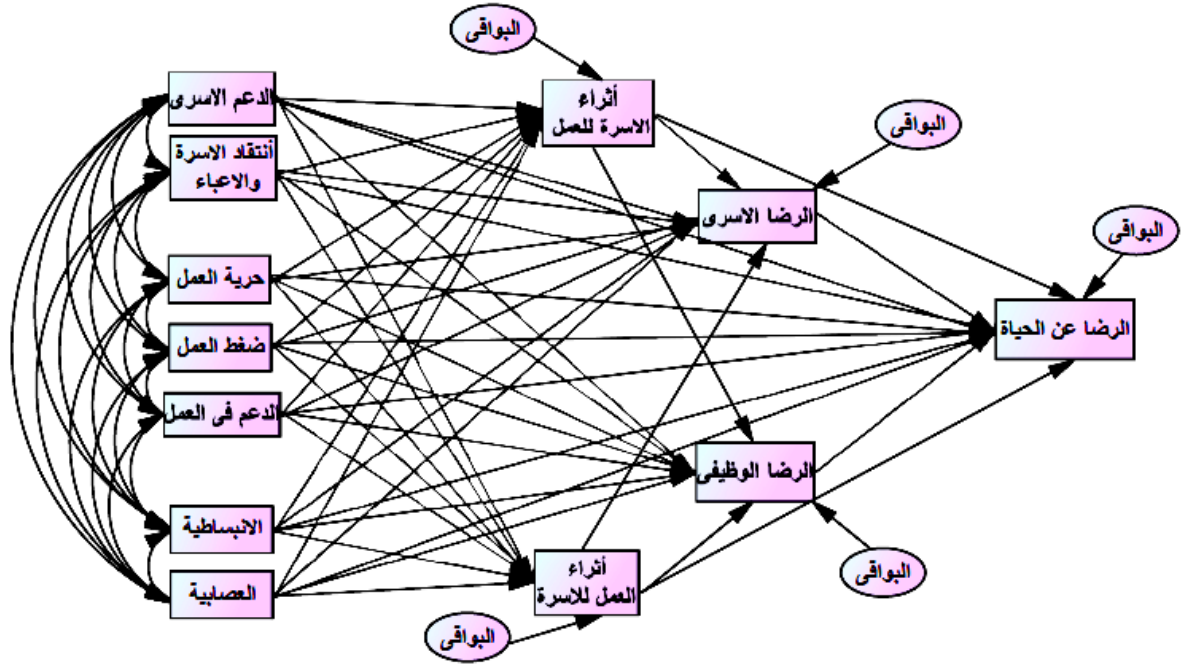 البواقى
أثراء
الاسرة للعمل
الدعم الاسرى
البواقى
أنتقاد الاسرة
والاعباء
الرضا الاسرى
البواقى
حرية العمل
الرضا عن الحياة
ضغط العمل
الدعم فى العمل
الرضا الوظيفى
الانبساطية
البواقى
أثراء
العمل للاسرة
العصابية
البواقى